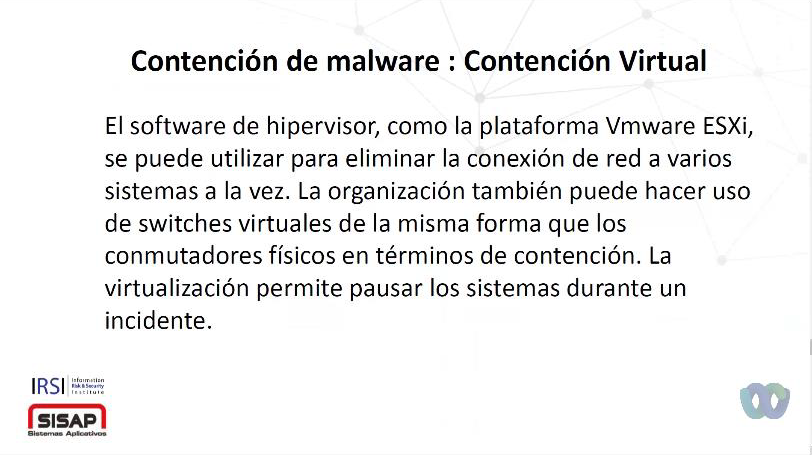 Contención de malware : Contención Virtual
El software de hipervisor, como la plataforma Vmware ESXi,
se puede utilizar para eliminar la conexión de red a varios
sistemas a la vez. La organización también puede hacer uso
de switches virtuales de la misma forma que los
conmutadores físicos en términos de contención. La
virtualización permite pausar los sistemas durante un
incidente.
IRSI
Information
Risk & Security
Institute
SISAP
Sistemas Aplicativos